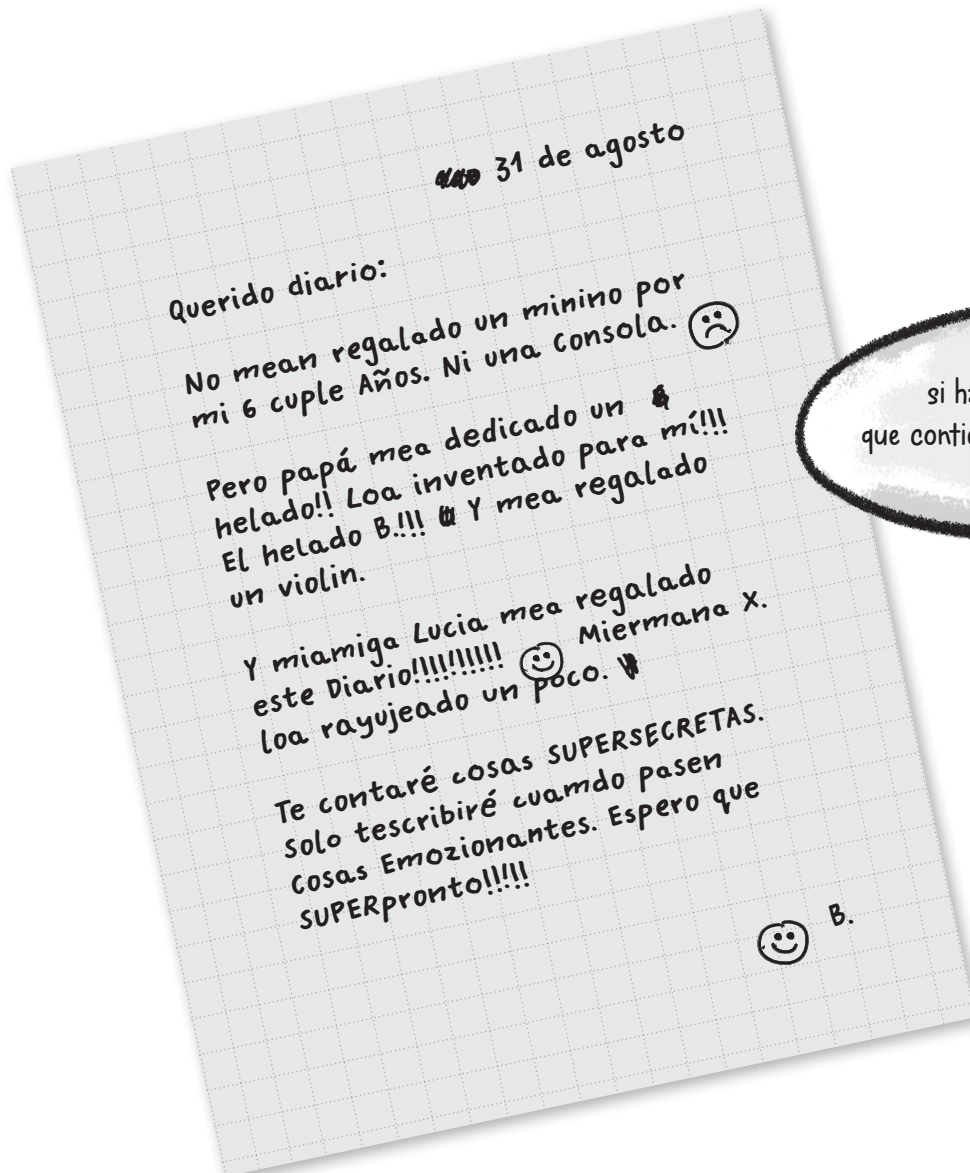 31 de agosto
Querido diario:
No mean regalado un minino por
mi 6 cuple Años. Ni una consola.
Pero papá mea dedicado un
helado!! Loa inventado para mí!!!
El helado B.!!! Y mea regalado
un violin.
Y miamiga Lucia mea regalado
este Diario!!!!!!!!!! Miermana X.
loa rayujeado un poco.
Te contaré cosas SUPERSECRETAS.
Solo tescribiré cuamdo pasen
cosas Emozionantes. Espero que
SUPERpronto!!!!!
B.
si
que